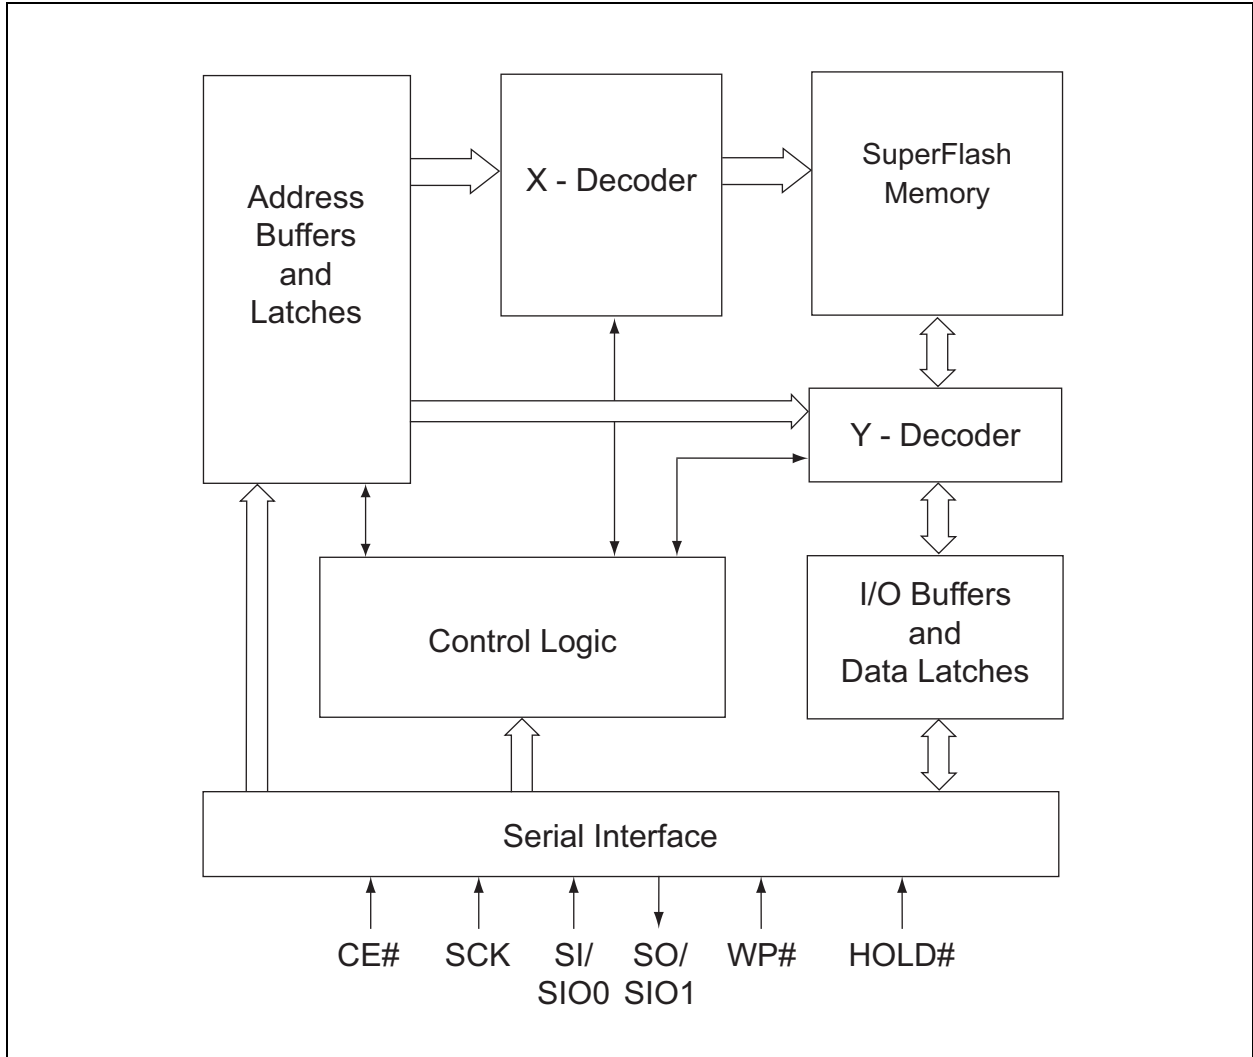 Address
Buffers
and
Latches
X - Decoder
SuperFlash
Memory
Y - Decoder
Control Logic
I/O Buffers
and
Data Latches
Serial Interface
CE#
SCK
SI/
SIO0
SO/
SIO1
WP#
HOLD#